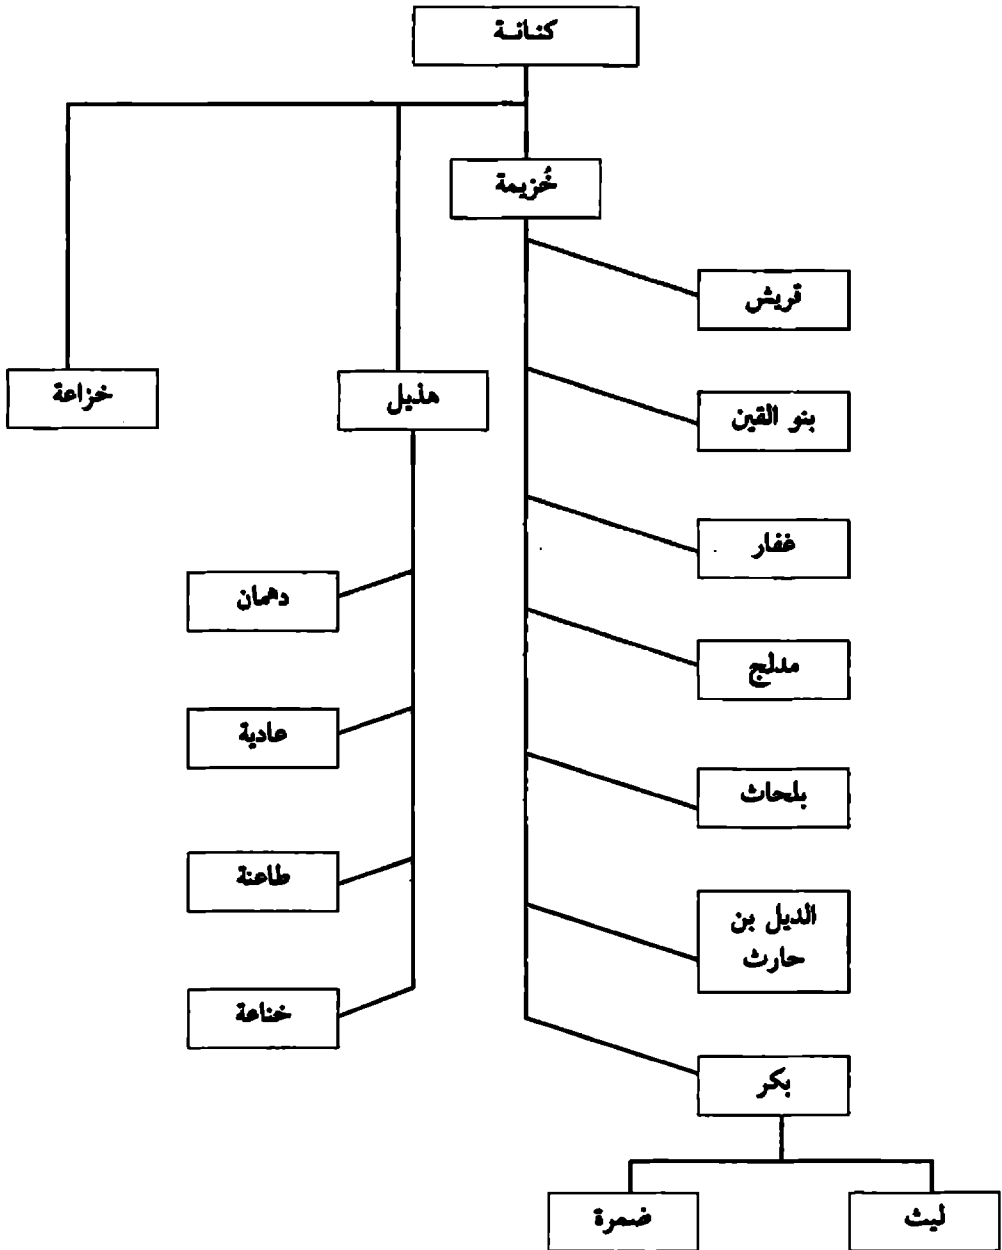 كنانة
خُزيمة
قريش
خزاعة
هذيل
بنو القين
غفار
دهمان
مدلج
عادية
بلحاث
طاعنة
الديل بن
حارث
خناعة
بكر
ليث
ضمرة